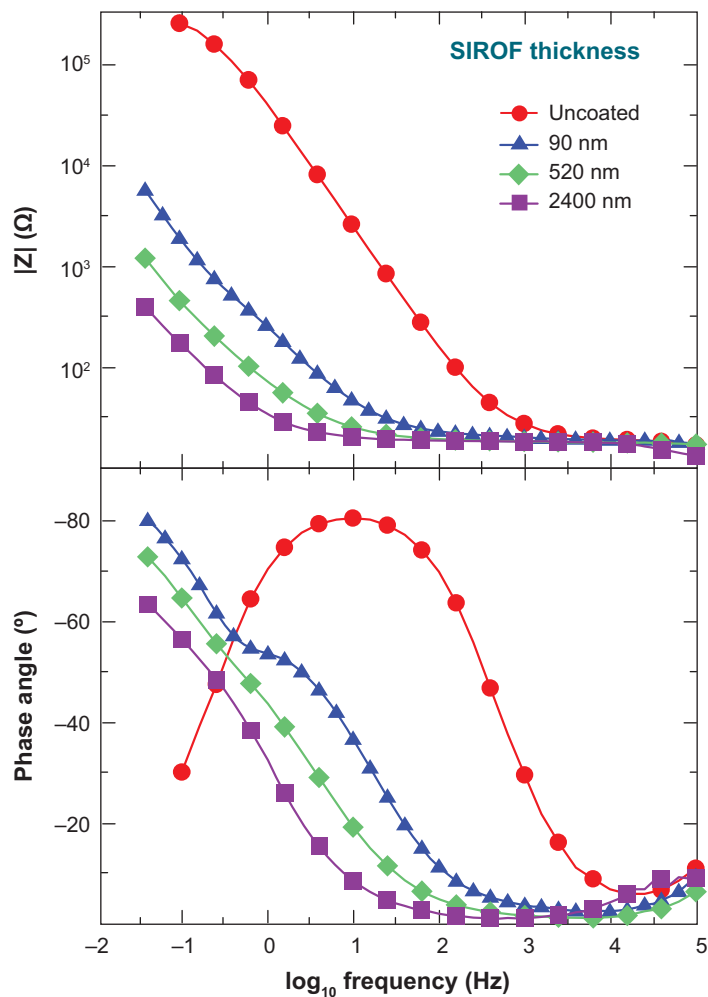 SIROF thickness
Uncoated
90 nm
520 nm
2400 nm
|Z| (Ω)
10⁵
10⁴
10³
10²
Phase angle (º)
–80
–60
–40
–20
–2 –1 0 1 2 3 4 5
log₁₀ frequency (Hz)